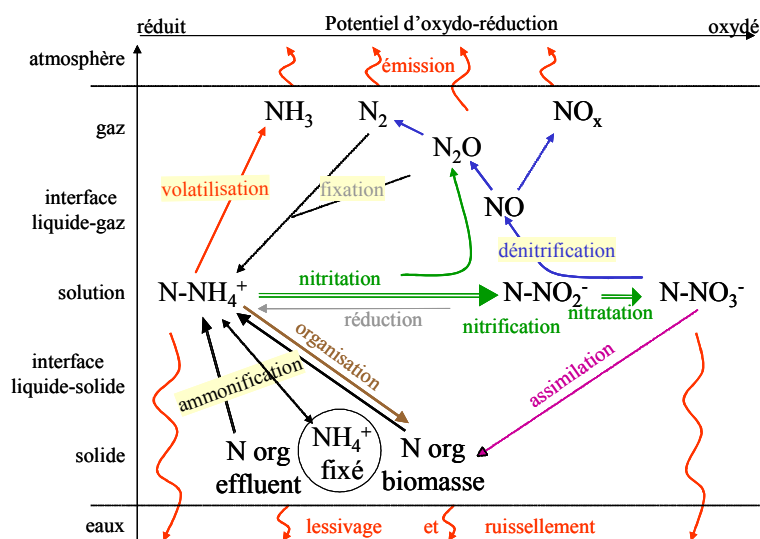 réduit Potentiel d’oxydo-réduction oxydé
atmosphère émission
gaz NH₃ N₂ NOₓ
N₂O
volatilisation fixation
interface
liquide-gaz
NO
dénitrification
nitritation
solution N-NH₄⁺ N-NO₂⁻ N-NO₃⁻
réduction nitrification nitratation
organisation
interface
liquide-solide
ammonification
assimilation
solide N org NH₄⁺ N org
effluent fixé biomasse
eaux lessivage et ruissellement